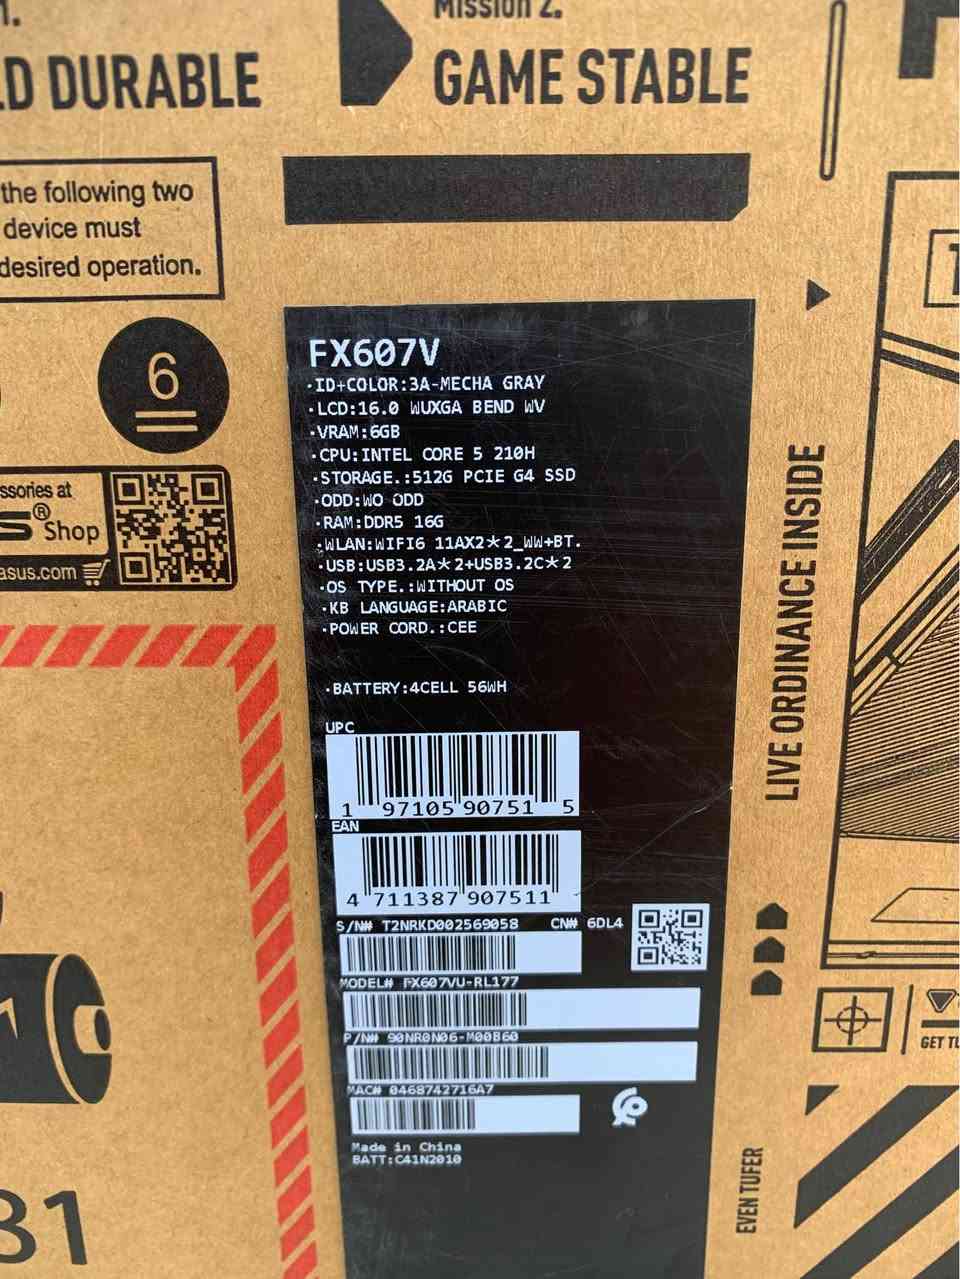 Mission 2.
D DURABLE
GAME STABLE
the following two
device must
desired operation.
6
ssories at
S® Shop
asus.com
FX607V
·ID+COLOR:3A-MECHA GRAY
·LCD:16.0 WUXGA BEND WV
·VRAM:6GB
·CPU:INTEL CORE 5 210H
·STORAGE.:512G PCIE G4 SSD
·ODD:WO ODD
·RAM:DDR5 16G
·WLAN:WIFI6 11AX2*2_WW+BT.
·USB:USB3.2A*2+USB3.2C*2
·OS TYPE.:WITHOUT OS
·KB LANGUAGE:ARABIC
·POWER CORD.:CEE
·BATTERY:4CELL 56WH
UPC
1 97105 90751 5
EAN
4 711387 907511
S/N# T2NRKD002569058 CN# 6DL4
MODEL# FX607VU-RL177
P/N# 90NR0N06-M00B60
MAC# 0468742716A7
Made in China
BATT:C41N2010
LIVE ORDINANCE INSIDE
GET TU
EVEN TUFER
81